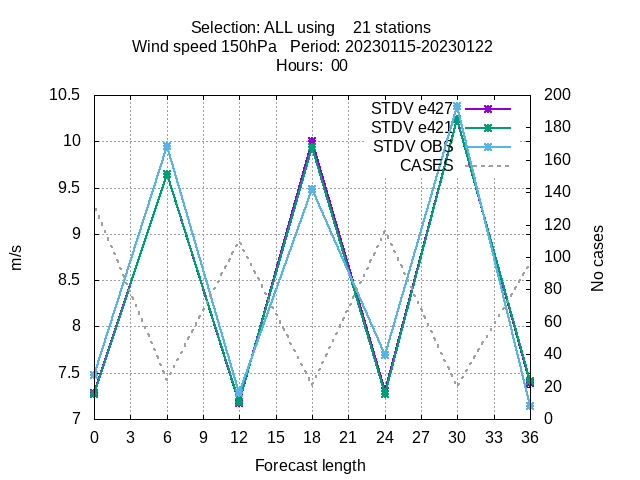 Selection: ALL using    21 stations
Wind speed 150hPa   Period: 20230115-20230122
Hours:  00
STDV e427
STDV e421
STDV OBS
CASES
10.5
10
9.5
9
8.5
8
7.5
7
200
180
160
140
120
100
80
60
40
20
0
m/s
No cases
0 3 6 9 12 15 18 21 24 27 30 33 36
Forecast length